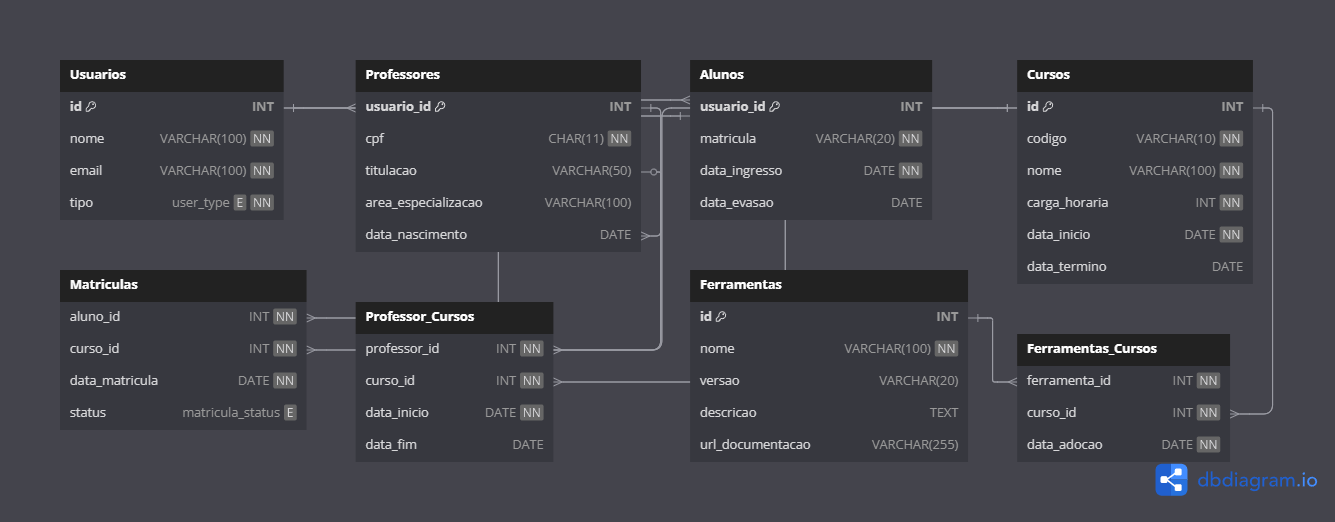 Usuarios
id INT
nome VARCHAR(100) NN
email VARCHAR(100) NN
tipo user_type E NN
Professores
usuario_id INT
cpf CHAR(11) NN
titulacao VARCHAR(50)
area_especializacao VARCHAR(100)
data_nascimento DATE
Alunos
usuario_id INT
matricula VARCHAR(20) NN
data_ingresso DATE NN
data_evasao DATE
Cursos
id INT
codigo VARCHAR(10) NN
nome VARCHAR(100) NN
carga_horaria INT NN
data_inicio DATE NN
data_termino DATE
Matriculas
aluno_id INT NN
curso_id INT NN
data_matricula DATE NN
status matricula_status E
Professor_Cursos
professor_id INT NN
curso_id INT NN
data_inicio DATE NN
data_fim DATE
Ferramentas
id INT
nome VARCHAR(100) NN
versao VARCHAR(20)
descricao TEXT
url_documentacao VARCHAR(255)
Ferramentas_Cursos
ferramenta_id INT NN
curso_id INT NN
data_adocao DATE NN
dbdiagram.io